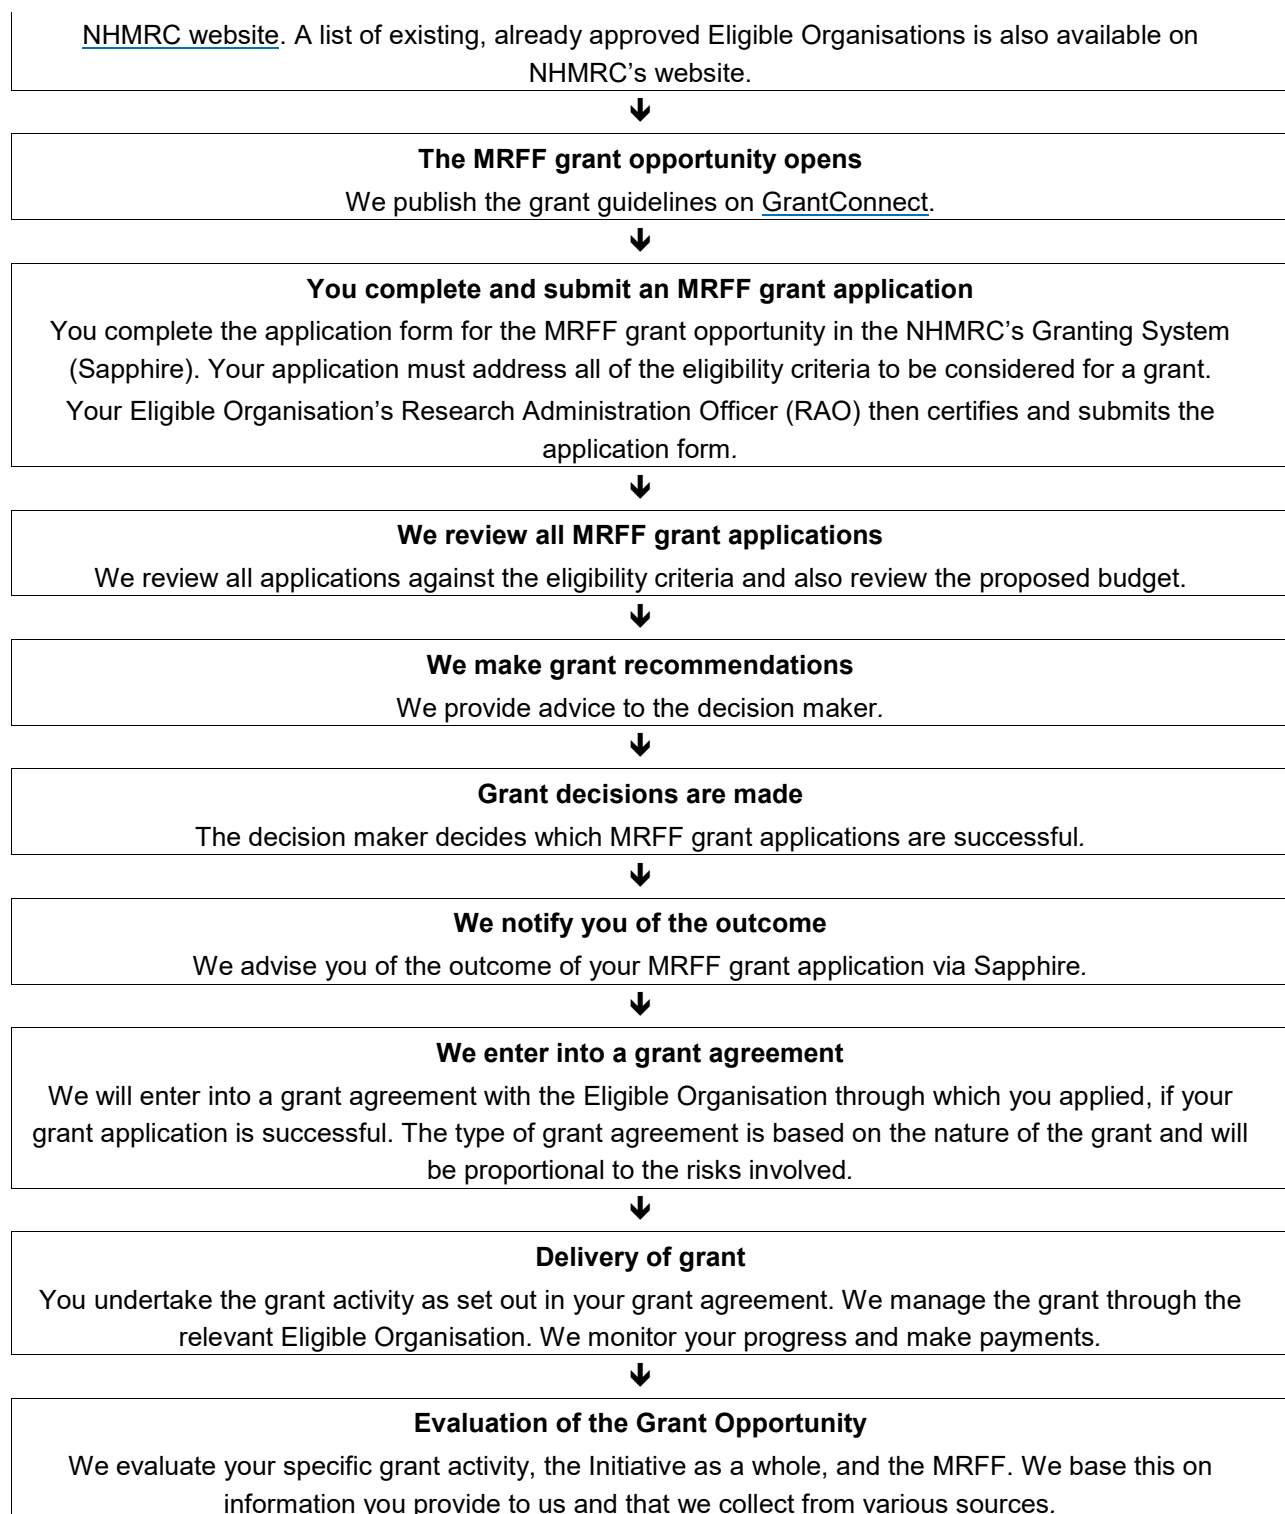 NHMRC website. A list of existing, already approved Eligible Organisations is also available on
NHMRC’s website.
The MRFF grant opportunity opens
We publish the grant guidelines on GrantConnect.
You complete and submit an MRFF grant application
You complete the application form for the MRFF grant opportunity in the NHMRC’s Granting System
(Sapphire). Your application must address all of the eligibility criteria to be considered for a grant.
Your Eligible Organisation’s Research Administration Officer (RAO) then certifies and submits the
application form.
We review all MRFF grant applications
We review all applications against the eligibility criteria and also review the proposed budget.
We make grant recommendations
We provide advice to the decision maker.
Grant decisions are made
The decision maker decides which MRFF grant applications are successful.
We notify you of the outcome
We advise you of the outcome of your MRFF grant application via Sapphire.
We enter into a grant agreement
We will enter into a grant agreement with the Eligible Organisation through which you applied, if your
grant application is successful. The type of grant agreement is based on the nature of the grant and will
be proportional to the risks involved.
Delivery of grant
You undertake the grant activity as set out in your grant agreement. We manage the grant through the
relevant Eligible Organisation. We monitor your progress and make payments.
Evaluation of the Grant Opportunity
We evaluate your specific grant activity, the Initiative as a whole, and the MRFF. We base this on
information you provide to us and that we collect from various sources.